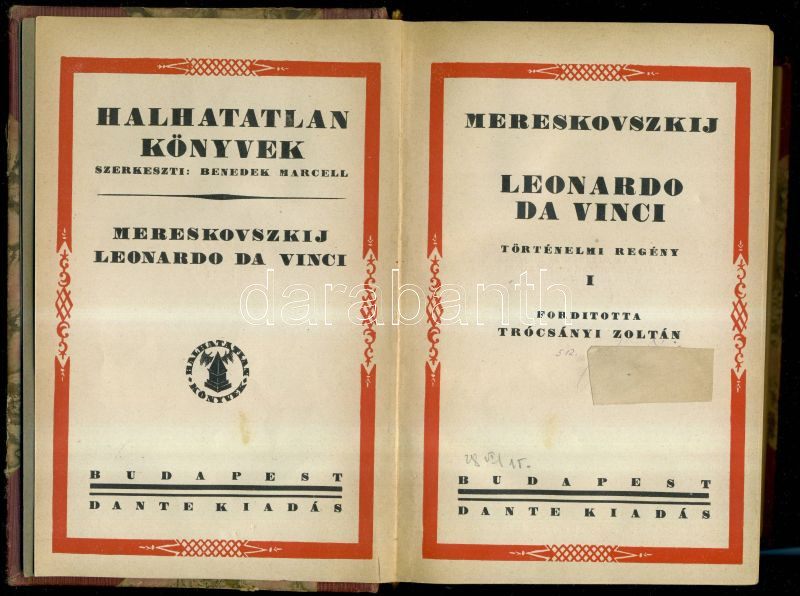 HALHATATLAN
KÖNYVEK
SZERKESZTI: BENEDEK MARCELL
MERESKOVSZKIJ
LEONARDO DA VINCI
HALHATATLAN
KÖNYVEK
BUDAPEST
DANTE KIADÁS
MERESKOVSZKIJ
LEONARDO
DA VINCI
TÖRTÉNELMI REGÉNY
I
FORDITOTTA
TRÓCSÁNYI ZOLTÁN
512.
BUDAPEST
DANTE KIADÁS
darabanth